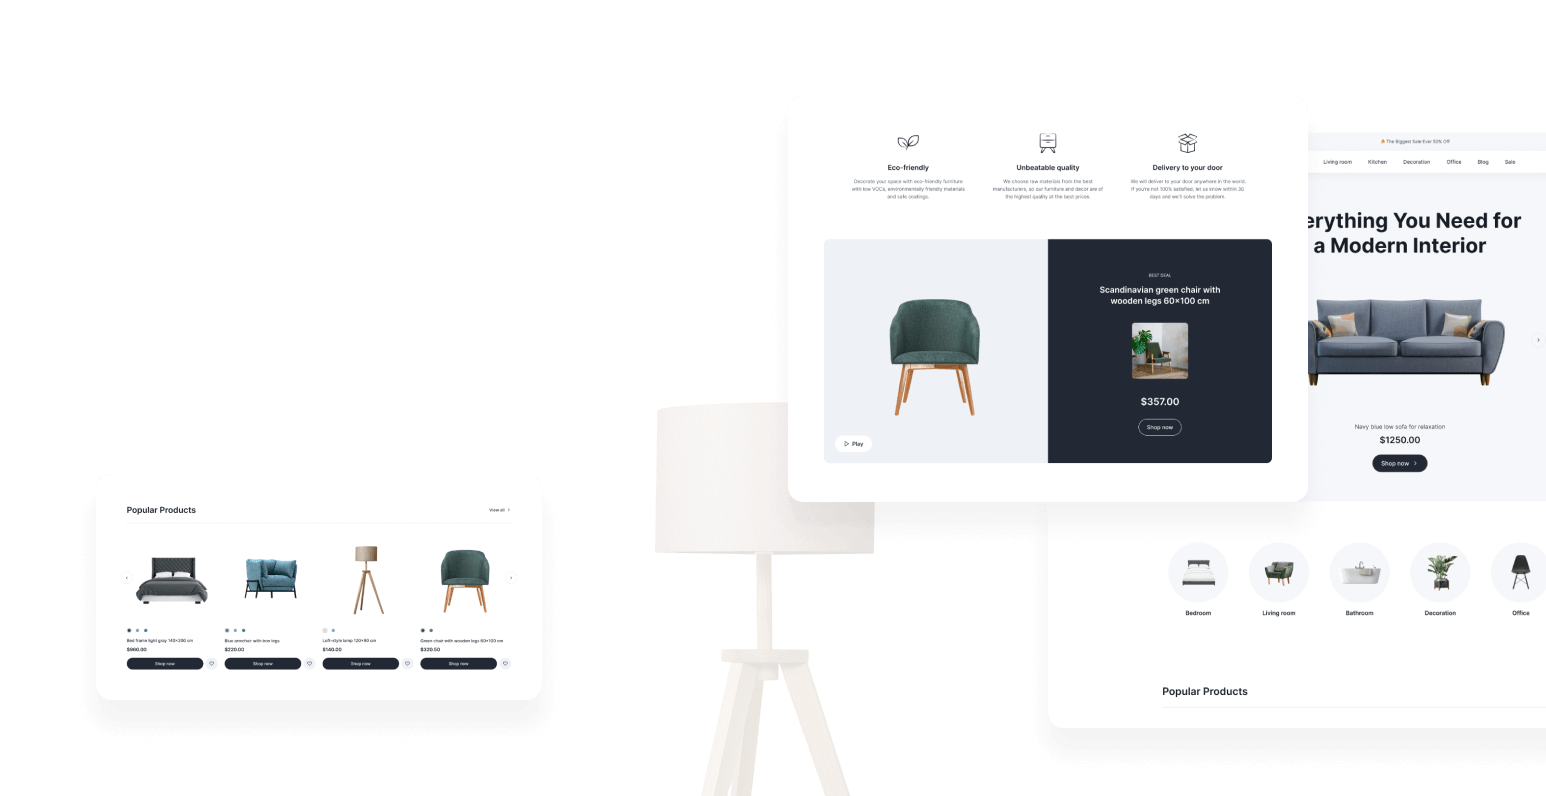 Eco-friendly
Decorate your space with eco-friendly furniture
with low VOCs, environmentally friendly materials
and safe coatings.
Unbeatable quality
We choose raw materials from the best
manufacturers, so our furniture and decor are of
the highest quality at the best prices.
Delivery to your door
We will deliver to your door anywhere in the world.
If you're not 100% satisfied, let us know within 30
days and we'll solve the problem.
BEST DEAL
Scandinavian green chair with
wooden legs 60×100 cm
$357.00
Shop now
Play
The Biggest Sale Ever 50% Off
Living room
Kitchen
Decoration
Office
Blog
Sale
erything You Need for
a Modern Interior
Navy blue low sofa for relaxation
$1250.00
Shop now
Bedroom
Living room
Bathroom
Decoration
Office
Popular Products
Popular Products
View all
Bed frame light gray 140×200 cm
$980.00
Shop now
Blue armchair with iron legs
$220.00
Shop now
Loft-style lamp 120×80 cm
$140.00
Shop now
Green chair with wooden legs 60×100 cm
$320.50
Shop now